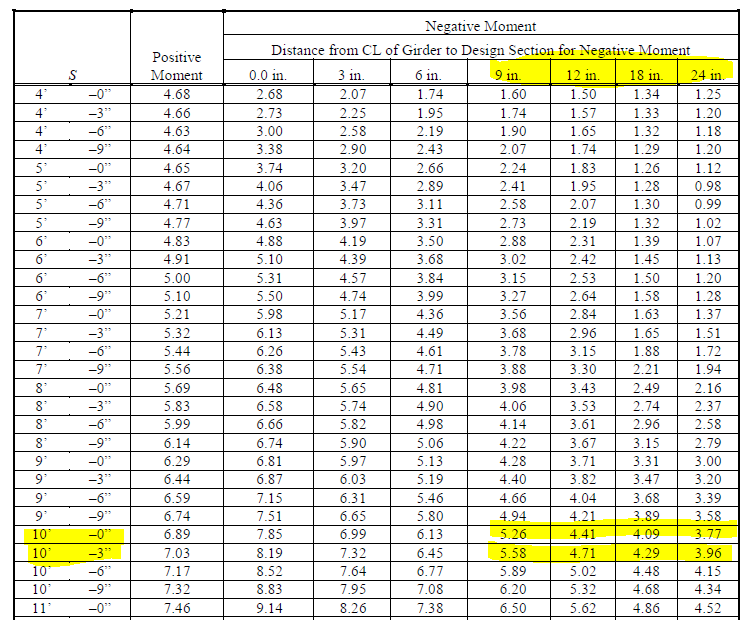 Negative Moment
Positive Distance from CL of Girder to Design Section for Negative Moment
S Moment 0.0 in. 3 in. 6 in. 9 in. 12 in. 18 in. 24 in.
4’ –0” 4.68 2.68 2.07 1.74 1.60 1.50 1.34 1.25
4’ –3” 4.66 2.73 2.25 1.95 1.74 1.57 1.33 1.20
4’ –6” 4.63 3.00 2.58 2.19 1.90 1.65 1.32 1.18
4’ –9” 4.64 3.38 2.90 2.43 2.07 1.74 1.29 1.20
5’ –0” 4.65 3.74 3.20 2.66 2.24 1.83 1.26 1.12
5’ –3” 4.67 4.06 3.47 2.89 2.41 1.95 1.28 0.98
5’ –6” 4.71 4.36 3.73 3.11 2.58 2.07 1.30 0.99
5’ –9” 4.77 4.63 3.97 3.31 2.73 2.19 1.32 1.02
6’ –0” 4.83 4.88 4.19 3.50 2.88 2.31 1.39 1.07
6’ –3” 4.91 5.10 4.39 3.68 3.02 2.42 1.45 1.13
6’ –6” 5.00 5.31 4.57 3.84 3.15 2.53 1.50 1.20
6’ –9” 5.10 5.50 4.74 3.99 3.27 2.64 1.58 1.28
7’ –0” 5.21 5.98 5.17 4.36 3.56 2.84 1.63 1.37
7’ –3” 5.32 6.13 5.31 4.49 3.68 2.96 1.65 1.51
7’ –6” 5.44 6.26 5.43 4.61 3.78 3.15 1.88 1.72
7’ –9” 5.56 6.38 5.54 4.71 3.88 3.30 2.21 1.94
8’ –0” 5.69 6.48 5.65 4.81 3.98 3.43 2.49 2.16
8’ –3” 5.83 6.58 5.74 4.90 4.06 3.53 2.74 2.37
8’ –6” 5.99 6.66 5.82 4.98 4.14 3.61 2.96 2.58
8’ –9” 6.14 6.74 5.90 5.06 4.22 3.67 3.15 2.79
9’ –0” 6.29 6.81 5.97 5.13 4.28 3.71 3.31 3.00
9’ –3” 6.44 6.87 6.03 5.19 4.40 3.82 3.47 3.20
9’ –6” 6.59 7.15 6.31 5.46 4.66 4.04 3.68 3.39
9’ –9” 6.74 7.51 6.65 5.80 4.94 4.21 3.89 3.58
10’ –0” 6.89 7.85 6.99 6.13 5.26 4.41 4.09 3.77
10’ –3” 7.03 8.19 7.32 6.45 5.58 4.71 4.29 3.96
10’ –6” 7.17 8.52 7.64 6.77 5.89 5.02 4.48 4.15
10’ –9” 7.32 8.83 7.95 7.08 6.20 5.32 4.68 4.34
11’ –0” 7.46 9.14 8.26 7.38 6.50 5.62 4.86 4.52